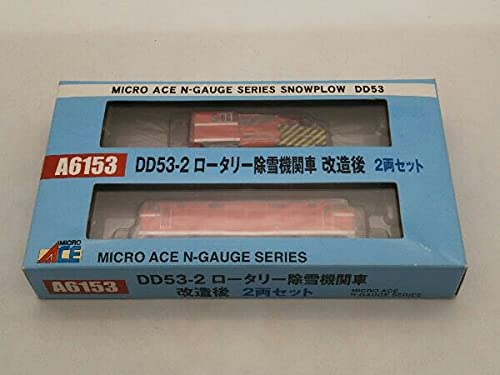 MICRO ACE N-GAUGE SERIES SNOWPLOW DD53
A6153 DD53-2 ロータリー除雪機関車 改造後 2両セット
MICRO ACE
MICRO ACE N-GAUGE SERIES
A6153 DD53-2 ロータリー除雪機関車
改造後 2両セット
MICRO ACE
N-GAUGE SERIES